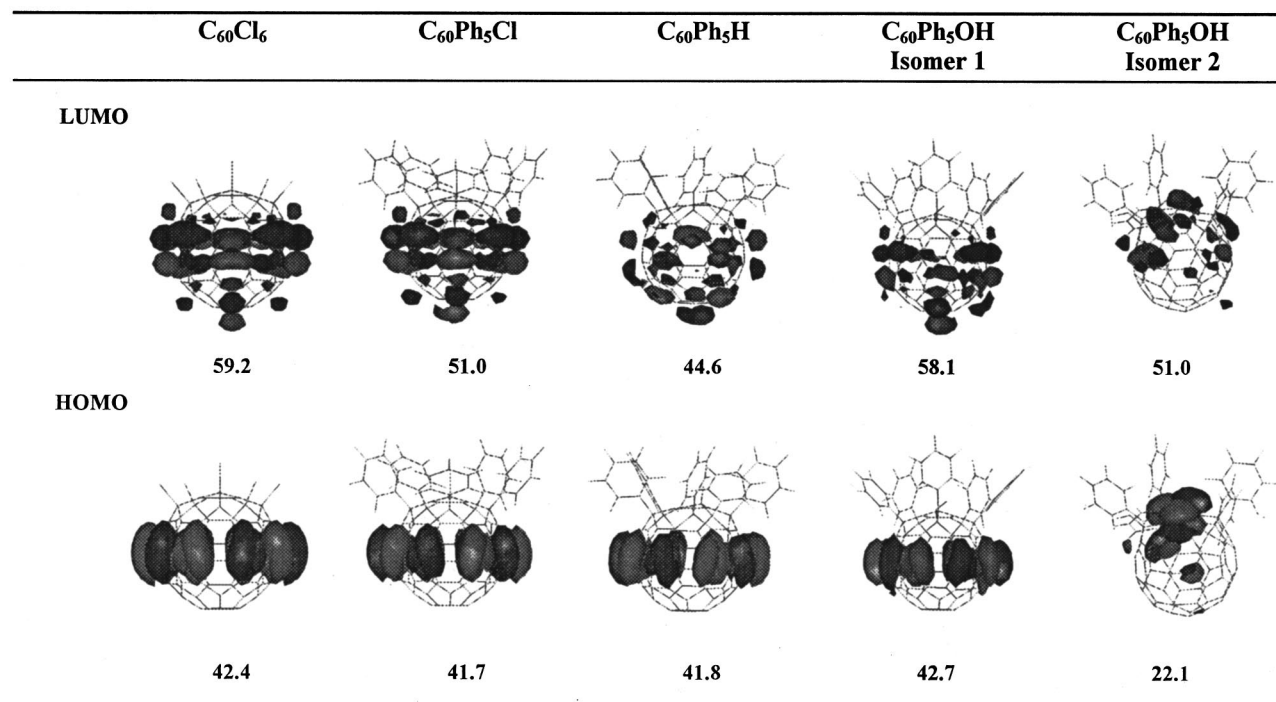 C₆₀Cl₆ C₆₀Ph₅Cl C₆₀Ph₅H C₆₀Ph₅OH C₆₀Ph₅OH
Isomer 1 Isomer 2
LUMO
59.2 51.0 44.6 58.1 51.0
HOMO
42.4 41.7 41.8 42.7 22.1